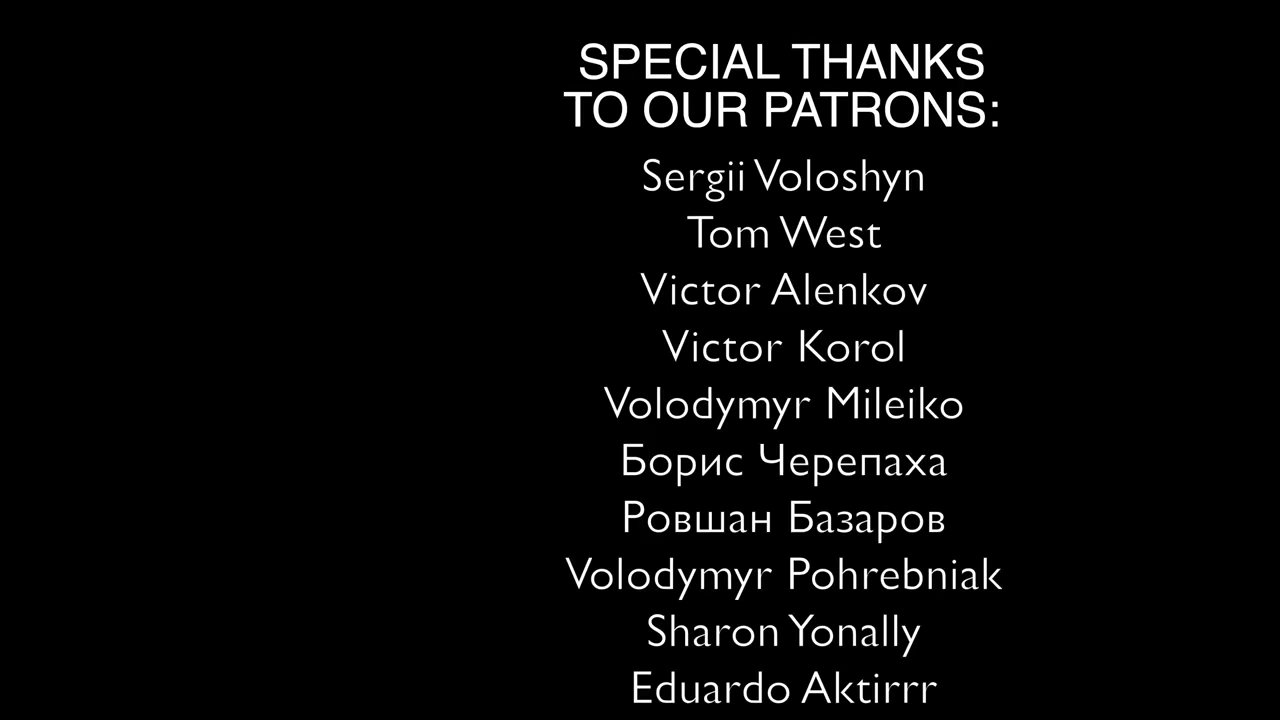 SPECIAL THANKS
TO OUR PATRONS:
Sergii Voloshyn
Tom West
Victor Alenkov
Victor Korol
Volodymyr Mileiko
Борис Черепаха
Ровшан Базаров
Volodymyr Pohrebniak
Sharon Yonally
Eduardo Aktirrr